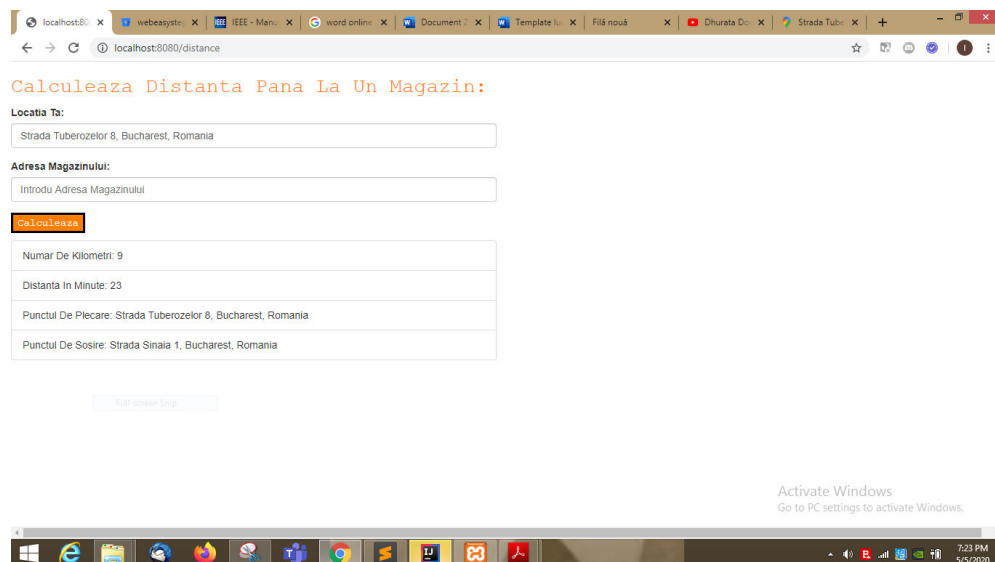 localhost:80
webeasyste
IEEE - Manu
word online
Document 2
Template lu
Filă nouă
Dhurata Do
Strada Tube
localhost:8080/distance
Calculeaza Distanta Pana La Un Magazin:
Locatia Ta:
Strada Tuberozelor 8, Bucharest, Romania
Adresa Magazinului:
Introdu Adresa Magazinului
Calculeaza
Numar De Kilometri: 9
Distanta In Minute: 23
Punctul De Plecare: Strada Tuberozelor 8, Bucharest, Romania
Punctul De Sosire: Strada Sinaia 1, Bucharest, Romania
Full-screen Snip
Activate Windows
Go to PC settings to activate Windows.
7:23 PM
5/5/2020